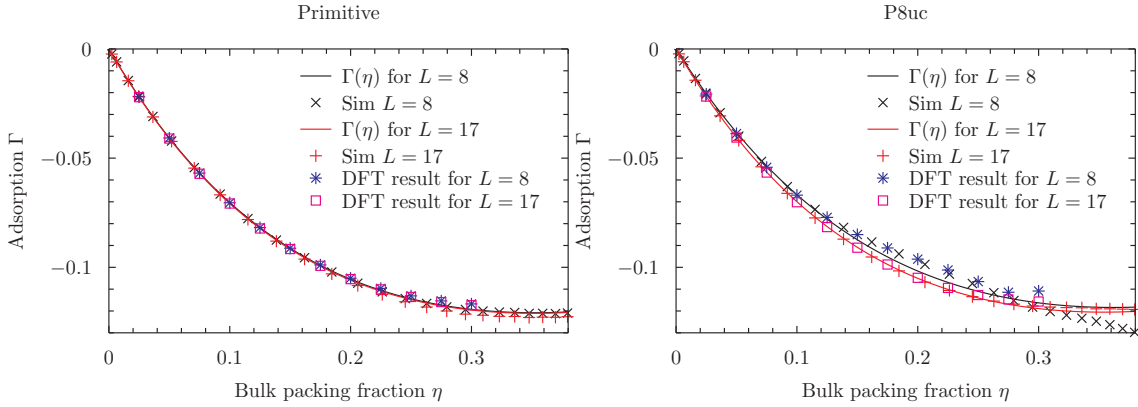 Primitive
0
−0.05
−0.1
0
0.1
0.2
0.3
Adsorption Γ
Bulk packing fraction η
Γ(η) for L = 8
Sim L = 8
Γ(η) for L = 17
Sim L = 17
DFT result for L = 8
DFT result for L = 17
P8uc
0
−0.05
−0.1
0
0.1
0.2
0.3
Adsorption Γ
Bulk packing fraction η
Γ(η) for L = 8
Sim L = 8
Γ(η) for L = 17
Sim L = 17
DFT result for L = 8
DFT result for L = 17